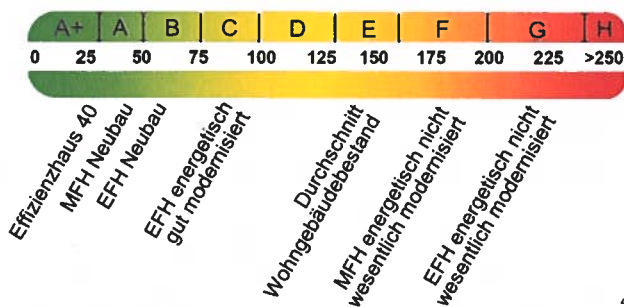 A+ A B C D E F G H
0 25 50 75 100 125 150 175 200 225 >250
Effizienzhaus 40
MFH Neubau
EFH Neubau
EFH energetisch
gut modernisiert
Durchschnitt
Wohngebäudebestand
MFH energetisch nicht
wesentlich modernisiert
EFH energetisch nicht
wesentlich modernisiert